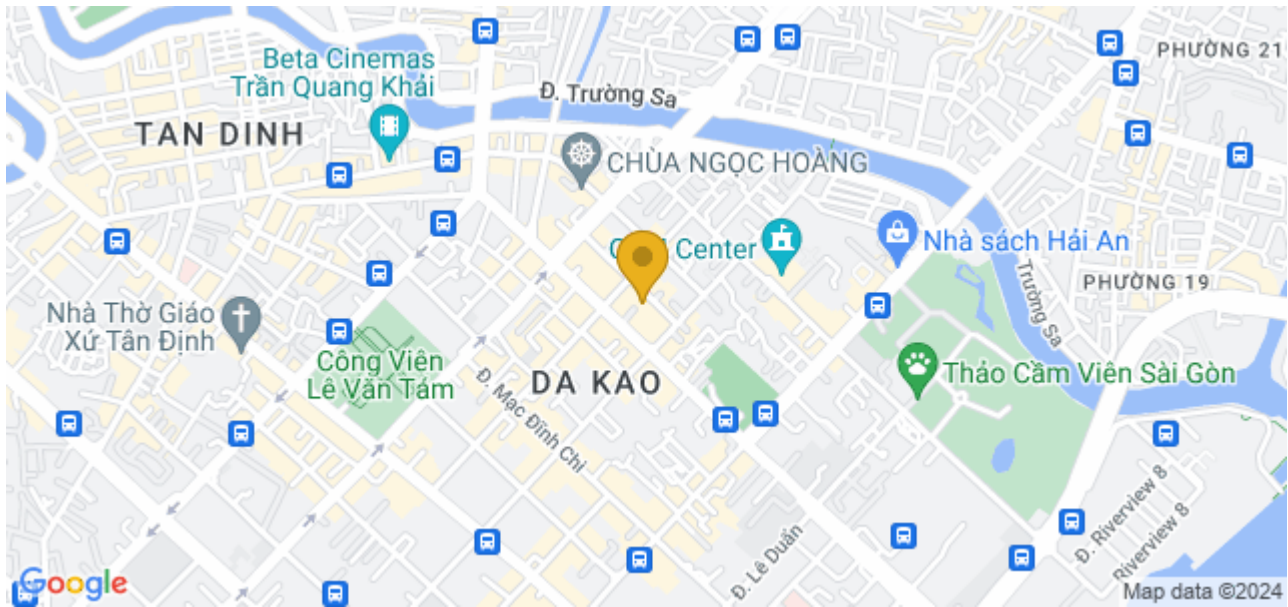 PHƯỜNG 21
Beta Cinemas
Trần Quang Khải
Đ. Trường Sa
TAN DINH
CHÙA NGỌC HOÀNG
Center
Nhà sách Hải An
Trường Sa
PHƯỜNG 19
Nhà Thờ Giáo
Xứ Tân Định
Công Viên
Lê Văn Tám
DA KAO
Thảo Cầm Viên Sài Gòn
Đ. Mạc Đĩnh Chi
Đ. Lê Duẩn
Đ. Riverview 8
Riverview 8
Google
Map data ©2024